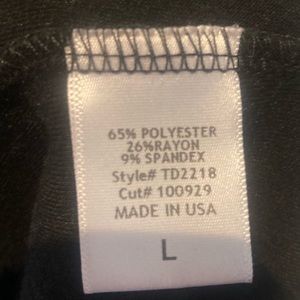 65% POLYESTER
26%RAYON
9% SPANDEX
Style# TD2218
Cut# 100929
MADE IN USA
L